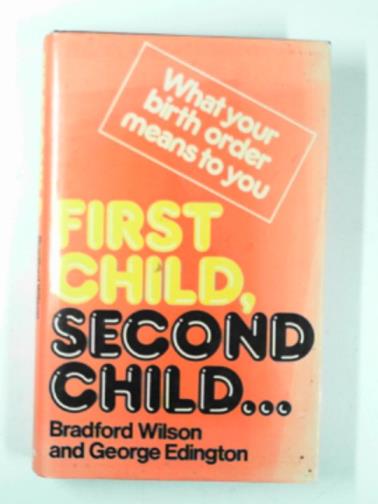 What your
birth order
means to you
FIRST
CHILD,
SECOND
CHILD...
Bradford Wilson
and George Edington